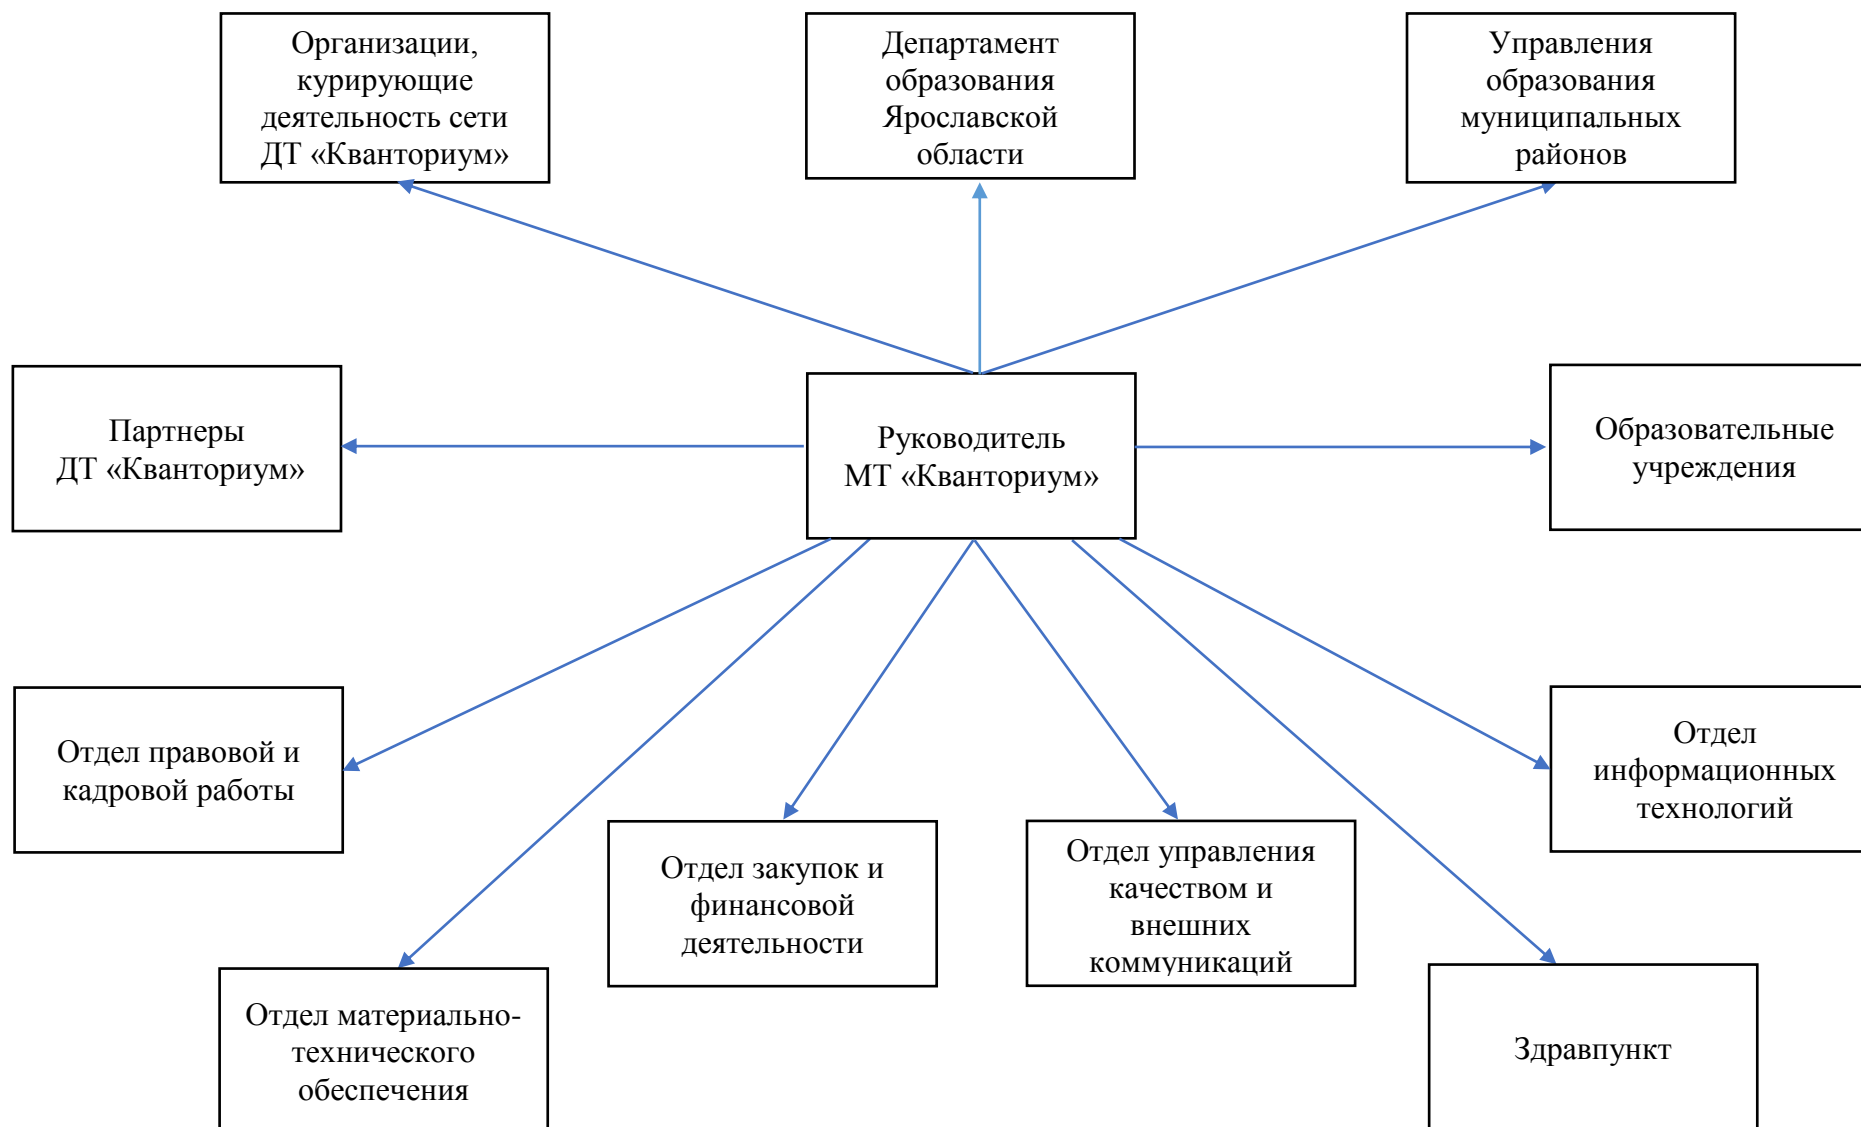 Организации,
курирующие
деятельность сети
ДТ «Кванториум»
Департамент
образования
Ярославской
области
Управления
образования
муниципальных
районов
Партнеры
ДТ «Кванториум»
Руководитель
МТ «Кванториум»
Образовательные
учреждения
Отдел правовой и
кадровой работы
Отдел материально-
технического
обеспечения
Отдел закупок и
финансовой
деятельности
Отдел управления
качеством и
внешних
коммуникаций
Здравпункт
Отдел
информационных
технологий